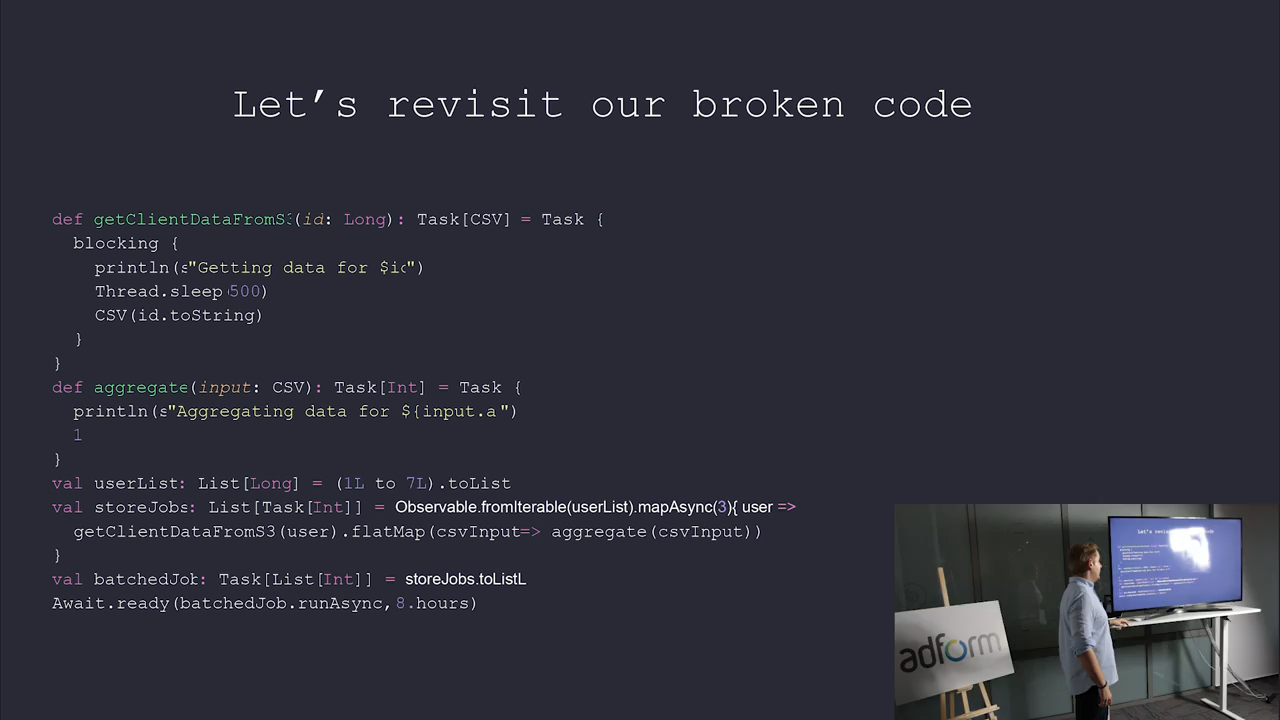 Let’s revisit our broken code
def getClientDataFromS3(id: Long): Task[CSV] = Task {
blocking {
println(s"Getting data for $id")
Thread.sleep(500)
CSV(id.toString)
}
}
def aggregate(input: CSV): Task[Int] = Task {
println(s"Aggregating data for ${input.a")
1
}
val userList: List[Long] = (1L to 7L).toList
val storeJobs: List[Task[Int]] = Observable.fromIterable(userList).mapAsync(3){ user =>
getClientDataFromS3(user).flatMap(csvInput=> aggregate(csvInput))
}
val batchedJob: Task[List[Int]] = storeJobs.toListL
Await.ready(batchedJob.runAsync,8.hours)
adform